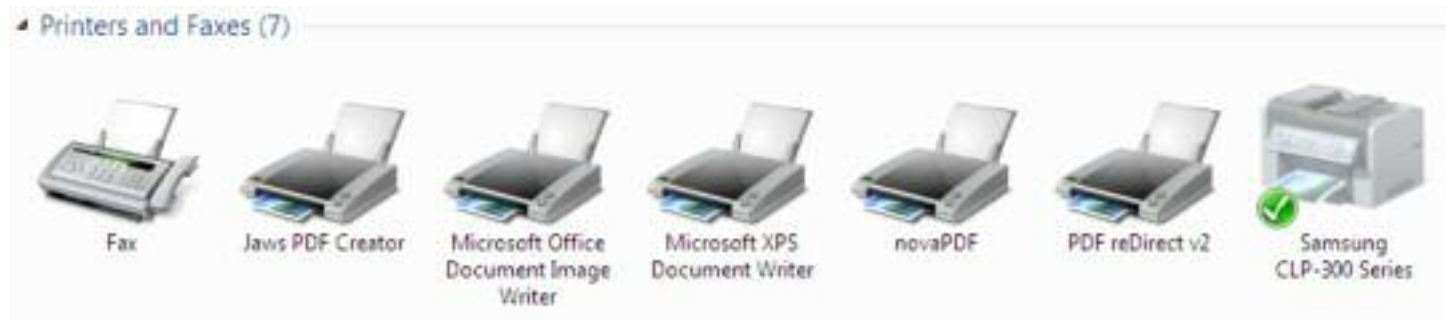 Printers and Faxes (7)
Fax
Jaws PDF Creator
Microsoft Office
Document Image
Writer
Microsoft XPS
Document Writer
novaPDF
PDF reDirect v2
Samsung
CLP-300 Series